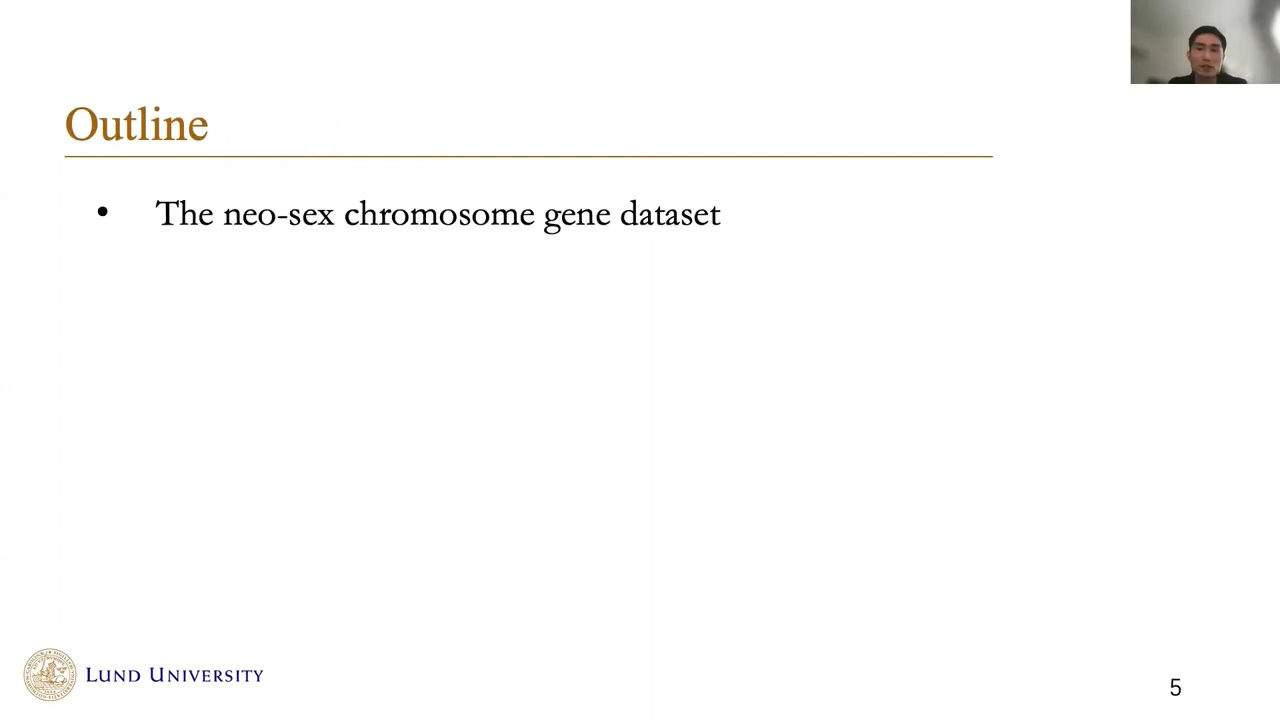 Outline
• The neo-sex chromosome gene dataset
LUND UNIVERSITY
5